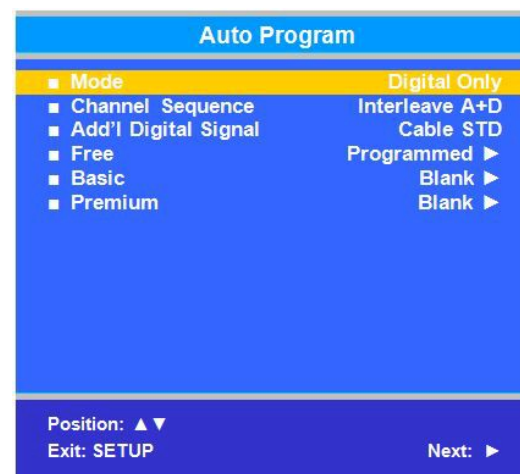 Auto Program
■ Mode Digital Only
■ Channel Sequence Interleave A+D
■ Add'l Digital Signal Cable STD
■ Free Programmed ►
■ Basic Blank ►
■ Premium Blank ►
Position: ▲▼
Exit: SETUP Next: ►